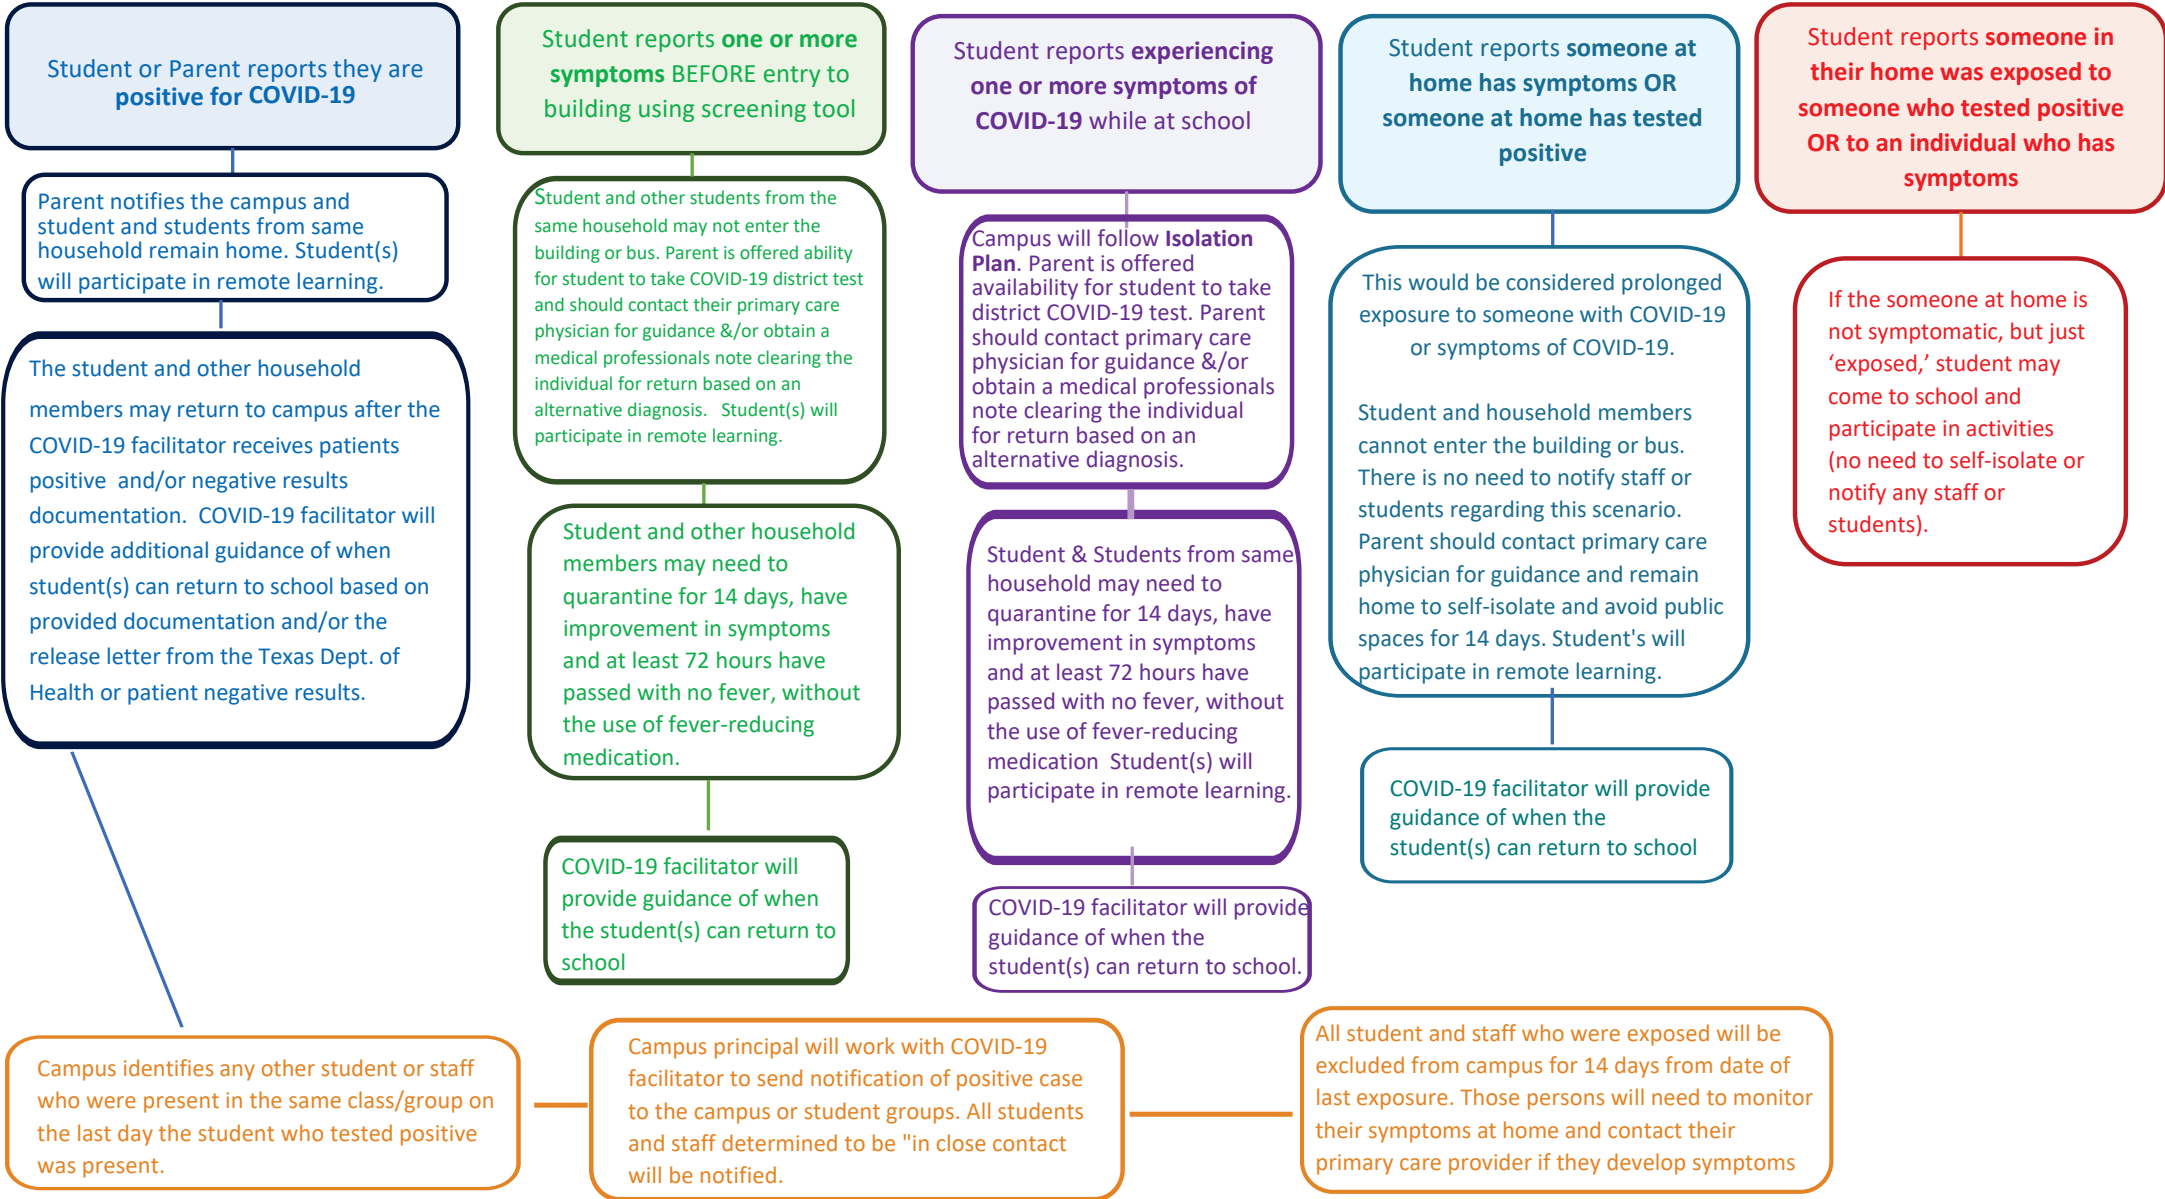 Student or Parent reports they are
positive for COVID-19
Parent notifies the campus and
student and students from same
household remain home. Student(s)
will participate in remote learning.
The student and other household
members may return to campus after the
COVID-19 facilitator receives patients
positive and/or negative results
documentation. COVID-19 facilitator will
provide additional guidance of when
student(s) can return to school based on
provided documentation and/or the
release letter from the Texas Dept. of
Health or patient negative results.
Student reports one or more
symptoms BEFORE entry to
building using screening tool
Student and other students from the
same household may not enter the
building or bus. Parent is offered ability
for student to take COVID-19 district test
and should contact their primary care
physician for guidance &/or obtain a
medical professionals note clearing the
individual for return based on an
alternative diagnosis. Student(s) will
participate in remote learning.
Student and other household
members may need to
quarantine for 14 days, have
improvement in symptoms
and at least 72 hours have
passed with no fever, without
the use of fever-reducing
medication.
COVID-19 facilitator will
provide guidance of when
the student(s) can return to
school
Student reports experiencing
one or more symptoms of
COVID-19 while at school
Campus will follow Isolation
Plan. Parent is offered
availability for student to take
district COVID-19 test. Parent
should contact primary care
physician for guidance &/or
obtain a medical professionals
note clearing the individual
for return based on an
alternative diagnosis.
Student & Students from same
household may need to
quarantine for 14 days, have
improvement in symptoms
and at least 72 hours have
passed with no fever, without
the use of fever-reducing
medication Student(s) will
participate in remote learning.
COVID-19 facilitator will provide
guidance of when the
student(s) can return to school.
Student reports someone at
home has symptoms OR
someone at home has tested
positive
This would be considered prolonged
exposure to someone with COVID-19
or symptoms of COVID-19.
Student and household members
cannot enter the building or bus.
There is no need to notify staff or
students regarding this scenario.
Parent should contact primary care
physician for guidance and remain
home to self-isolate and avoid public
spaces for 14 days. Student's will
participate in remote learning.
COVID-19 facilitator will provide
guidance of when the
student(s) can return to school
Student reports someone in
their home was exposed to
someone who tested positive
OR to an individual who has
symptoms
If the someone at home is
not symptomatic, but just
‘exposed,’ student may
come to school and
participate in activities
(no need to self-isolate or
notify any staff or
students).
Campus identifies any other student or staff
who were present in the same class/group on
the last day the student who tested positive
was present.
Campus principal will work with COVID-19
facilitator to send notification of positive case
to the campus or student groups. All students
and staff determined to be "in close contact
will be notified.
All student and staff who were exposed will be
excluded from campus for 14 days from date of
last exposure. Those persons will need to monitor
their symptoms at home and contact their
primary care provider if they develop symptoms